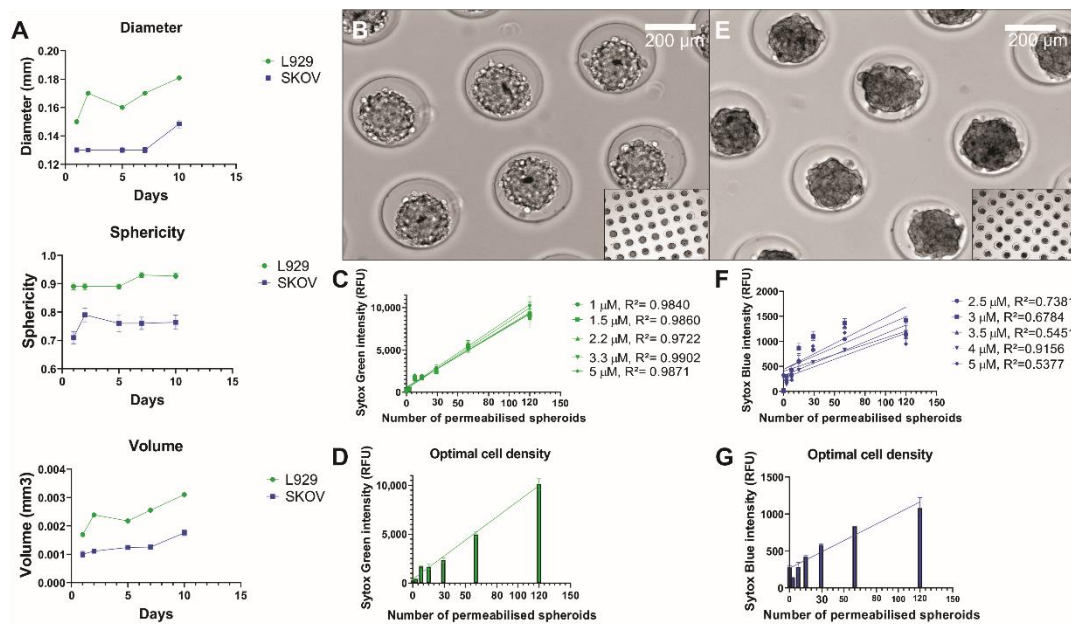 A
Diameter
Diameter (mm)
0.20
0.18
0.16
0.14
0.12
0
5
10
15
Days
L929
SKOV
Sphericity
Sphericity
1.0
0.9
0.8
0.7
0.6
0
5
10
15
Days
L929
SKOV
Volume
Volume (mm3)
0.004
0.003
0.002
0.001
0.000
0
5
10
15
Days
L929
SKOV
B
200 µm
E
200 µm
C
Sytox Green intensity (RFU)
10,000
5,000
0
0
30
60
90
120
150
Number of permeabilised spheroids
1 µM, R²= 0.9840
1.5 µM, R²= 0.9860
2.2 µM, R²= 0.9722
3.3 µM, R²= 0.9902
5 µM, R²= 0.9871
F
Sytox Blue intensity (RFU)
2000
1500
1000
500
0
0
30
60
90
120
150
Number of permeabilised spheroids
2.5 µM, R²=0.7381
3 µM, R²=0.6784
3.5 µM, R²=0.5451
4 µM, R²=0.9156
5 µM, R²=0.5377
D
Optimal cell density
Sytox Green intensity (RFU)
10,000
5,000
0
0
30
60
90
120
150
Number of permeabilised spheroids
G
Optimal cell density
Sytox Blue intensity (RFU)
1500
1000
500
0
0
30
60
90
120
150
Number of permeabilised spheroids